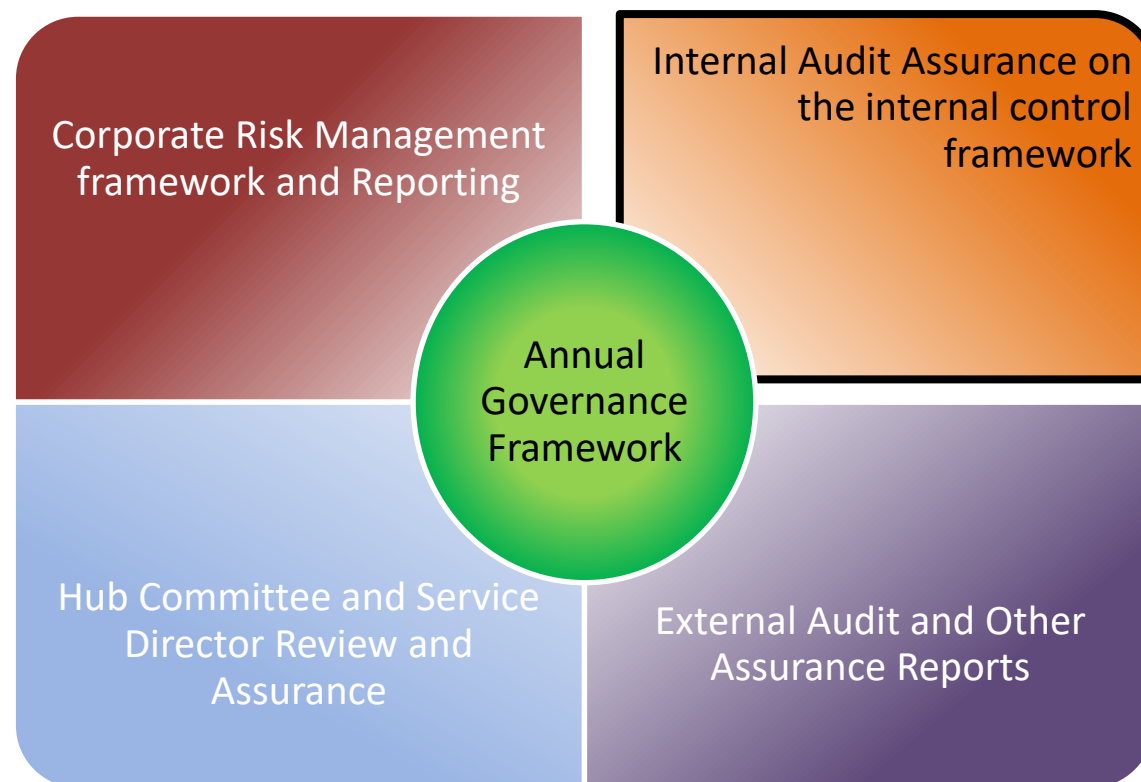 Corporate Risk Management
framework and Reporting
Internal Audit Assurance on
the internal control
framework
Annual
Governance
Framework
Hub Committee and Service
Director Review and
Assurance
External Audit and Other
Assurance Reports